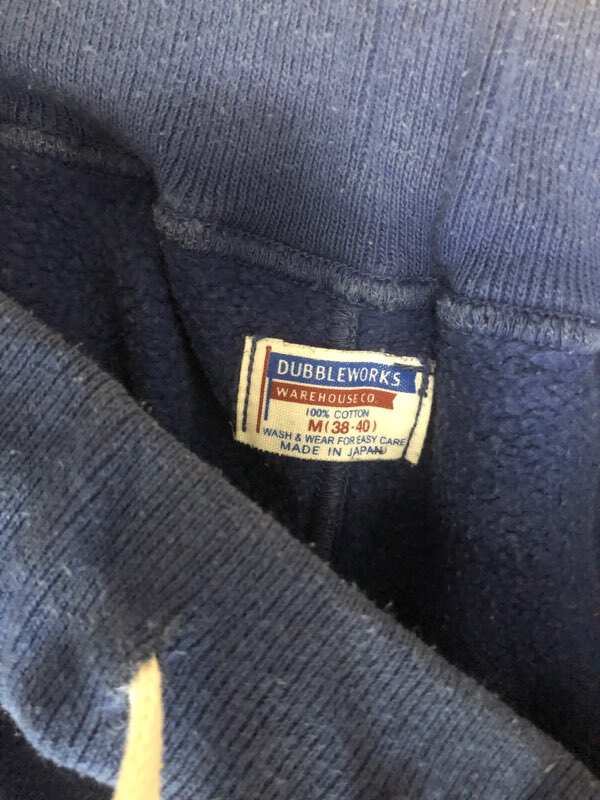 DUBBLEWORKS
WAREHOUSE CO.
100% COTTON
M(38-40)
WASH & WEAR FOR EASY CARE
MADE IN JAPAN